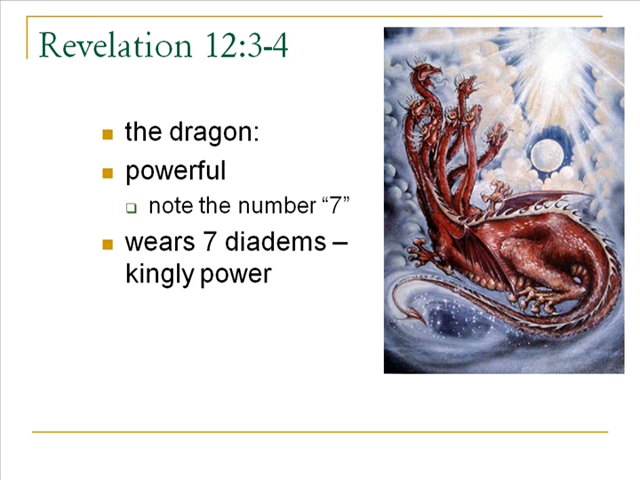 Revelation 12:3-4
the dragon:
powerful
note the number “7”
wears 7 diadems –
kingly power